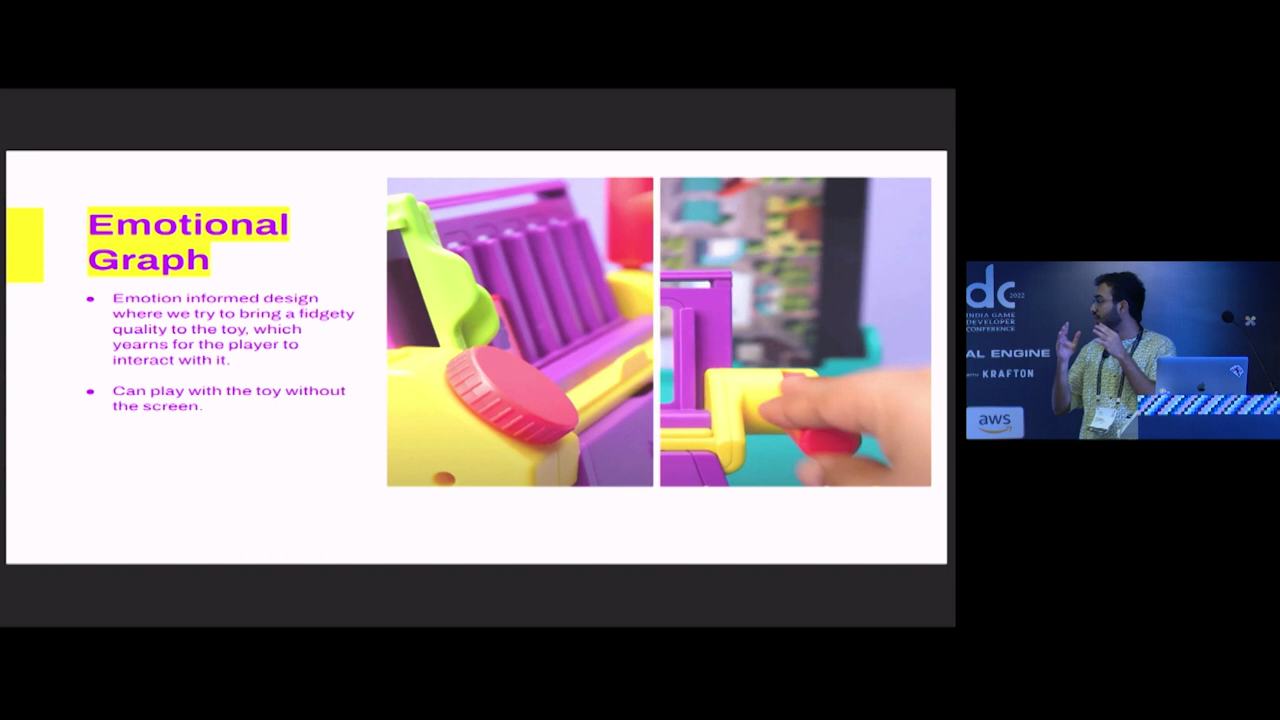 Emotional
Graph
● Emotion informed design
where we try to bring a fidgety
quality to the toy, which
yearns for the player to
interact with it.
● Can play with the toy without
the screen.
dc
2022
INDIA GAME
DEVELOPER
CONFERENCE
AL ENGINE
KRAFTON
aws